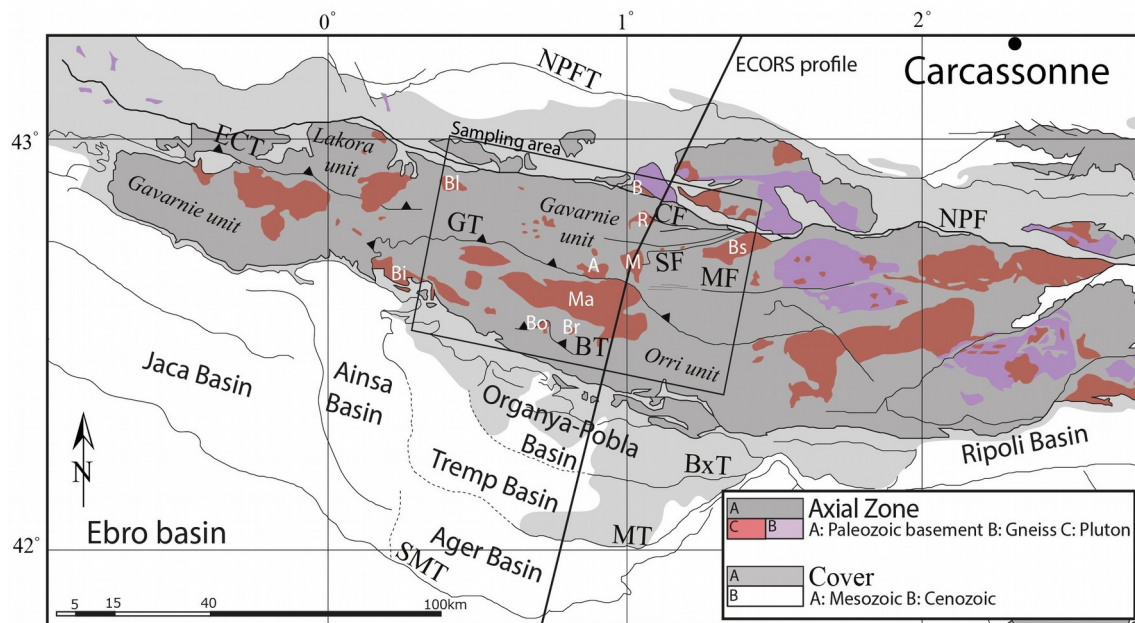 0°
1°
2°
NPFT
ECORS profile
Carcassonne
43°
ECT
Lakora
unit
Sampling area
Gavarnie unit
Bl
B
Gavarnie
unit
R
CF
NPF
GT
Bs
A
M
SF
MF
Bi
Ma
Bo
Br
BT
Orri unit
Jaca Basin
Ainsa
Basin
Organya-Pobla
Basin
N
Tremp Basin
BxT
Ripoli Basin
Ebro basin
42°
SMT
Ager Basin
MT
A
Axial Zone
C
B
A: Paleozoic basement B: Gneiss C: Pluton
A
Cover
B
A: Mesozoic B: Cenozoic
5
15
40
100km